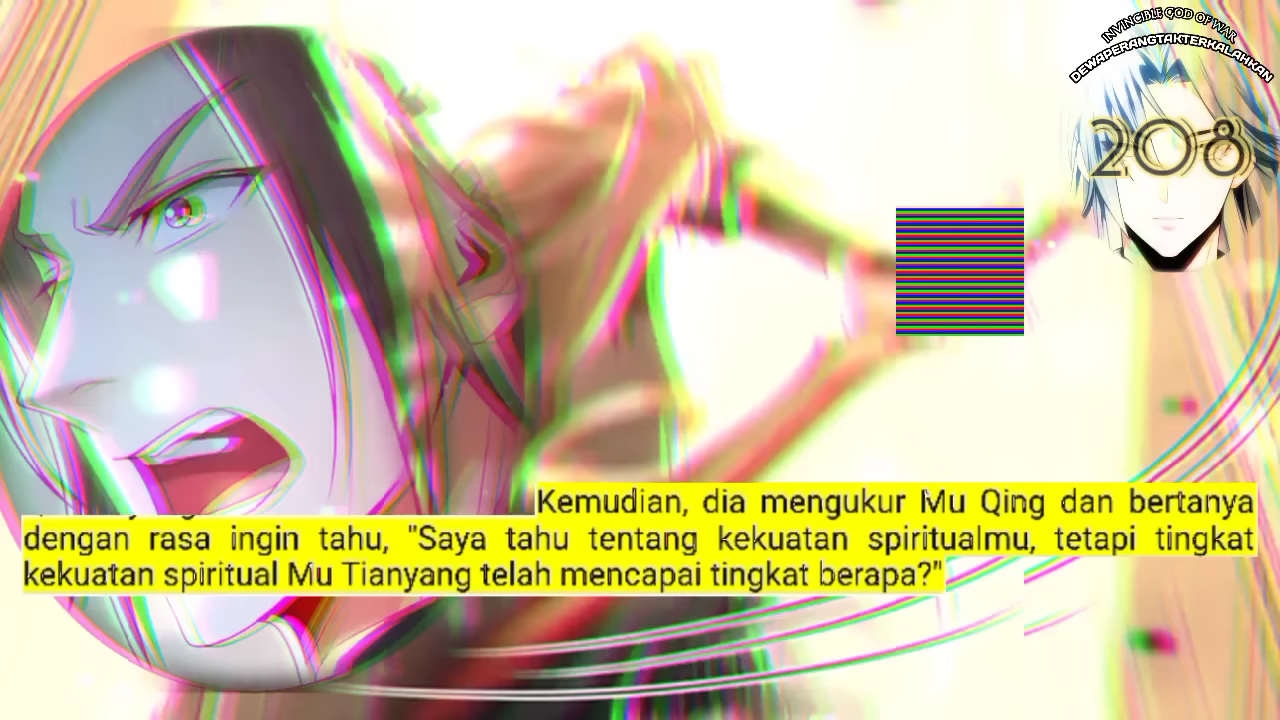 INVINCIBLE GOD OF WAR
DEWAPERANGTAKTERKALAHKAN
208
Kemudian, dia mengukur Mu Qing dan bertanya
dengan rasa ingin tahu, "Saya tahu tentang kekuatan spiritualmu, tetapi tingkat
kekuatan spiritual Mu Tianyang telah mencapai tingkat berapa?"